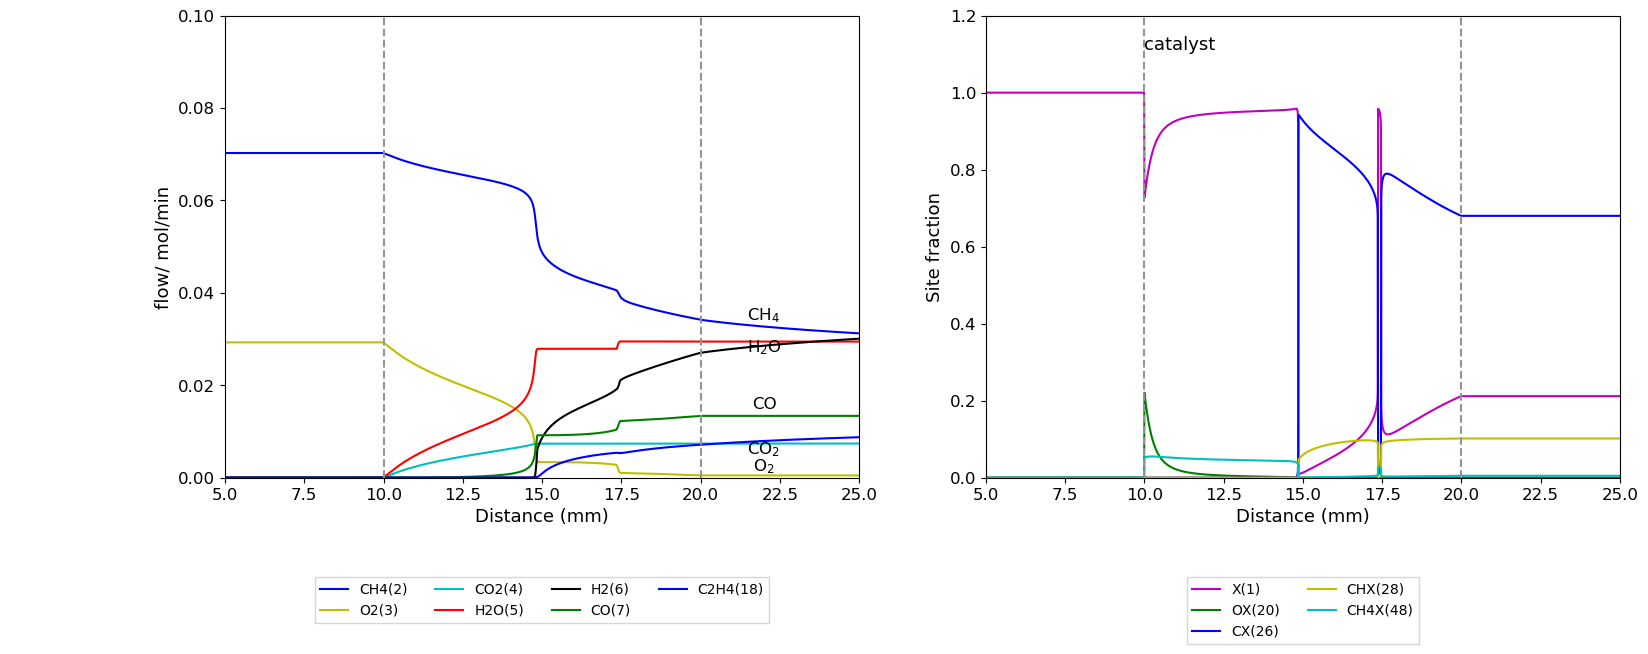 0.10
0.08
0.06
0.04
0.02
0.00
flow/ mol/min
5.0 7.5 10.0 12.5 15.0 17.5 20.0 22.5 25.0
Distance (mm)
CH₄
H₂O
CO
CO₂
O₂
CH4(2) CO2(4) H2(6) C2H4(18)
O2(3) H2O(5) CO(7)
1.2
1.0
0.8
0.6
0.4
0.2
0.0
Site fraction
catalyst
5.0 7.5 10.0 12.5 15.0 17.5 20.0 22.5 25.0
Distance (mm)
X(1) CHX(28)
OX(20) CH4X(48)
CX(26)